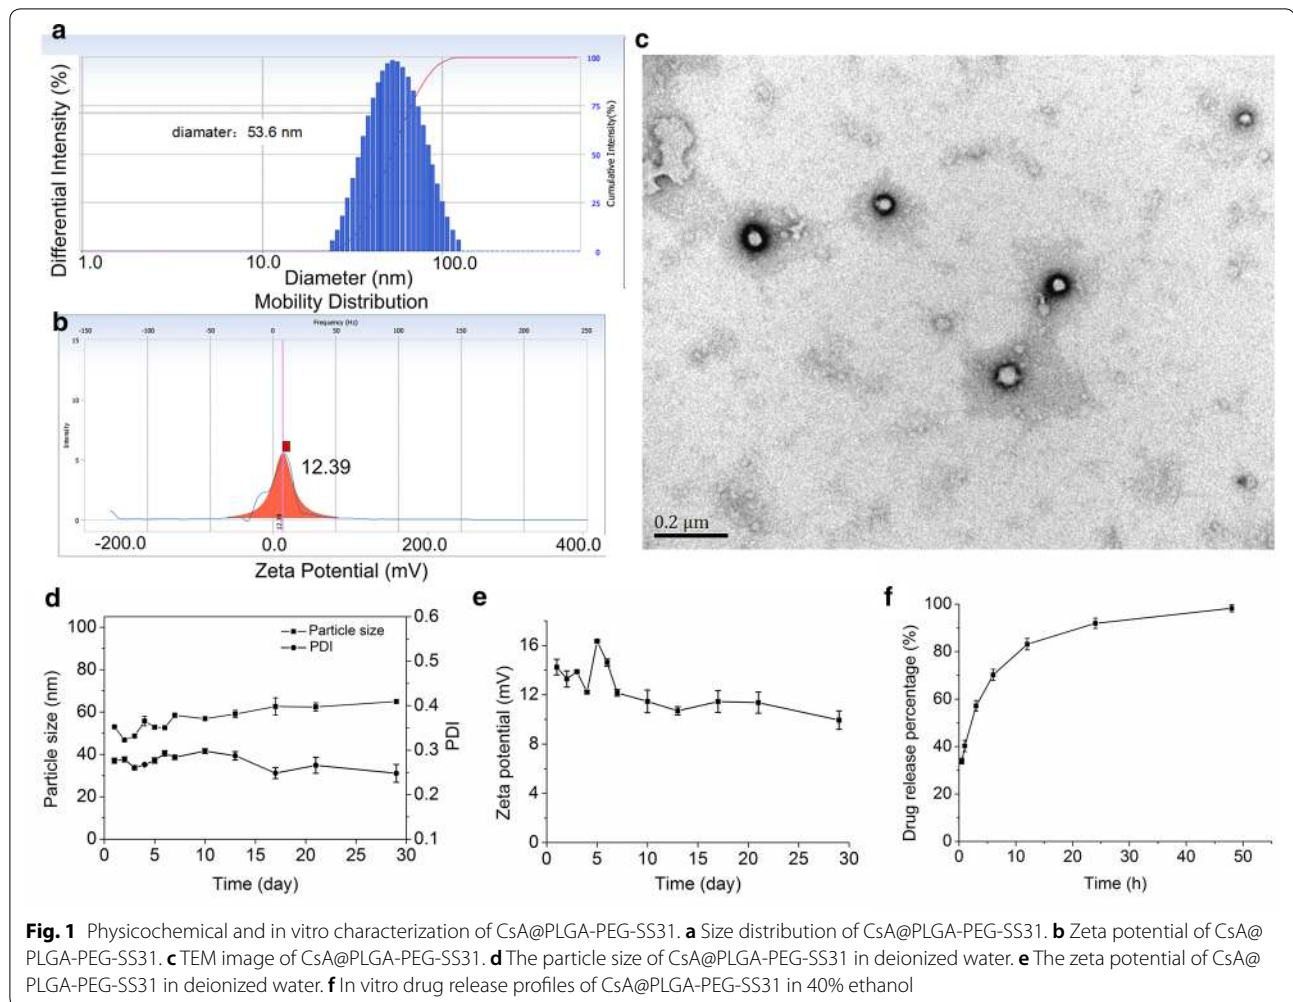 a
Differential Intensity (%)
diamater: 53.6 nm
100
75
50
25
0
Cumulative Intensity(%)
1.0 10.0 100.0
Diameter (nm)
Mobility Distribution
b
Frequency (Hz)
-150 -100 -50 0 50 100 150 200 250
15
10
5
0
Intensity
12.39
12.39
-200.0 0.0 200.0 400.0
Zeta Potential (mV)
c
0.2 μm
d
Particle size (nm)
100
80
60
40
20
0
Particle size
PDI
0.6
0.5
0.4
0.3
0.2
0.1
PDI
0 5 10 15 20 25 30
Time (day)
e
Zeta potential (mV)
16
12
8
4
0
0 5 10 15 20 25 30
Time (day)
f
Drug release percentage (%)
100
80
60
40
20
0
0 10 20 30 40 50
Time (h)
Fig. 1 Physicochemical and in vitro characterization of CsA@PLGA-PEG-SS31. a Size distribution of CsA@PLGA-PEG-SS31. b Zeta potential of CsA@
PLGA-PEG-SS31. c TEM image of CsA@PLGA-PEG-SS31. d The particle size of CsA@PLGA-PEG-SS31 in deionized water. e The zeta potential of CsA@
PLGA-PEG-SS31 in deionized water. f In vitro drug release profiles of CsA@PLGA-PEG-SS31 in 40% ethanol